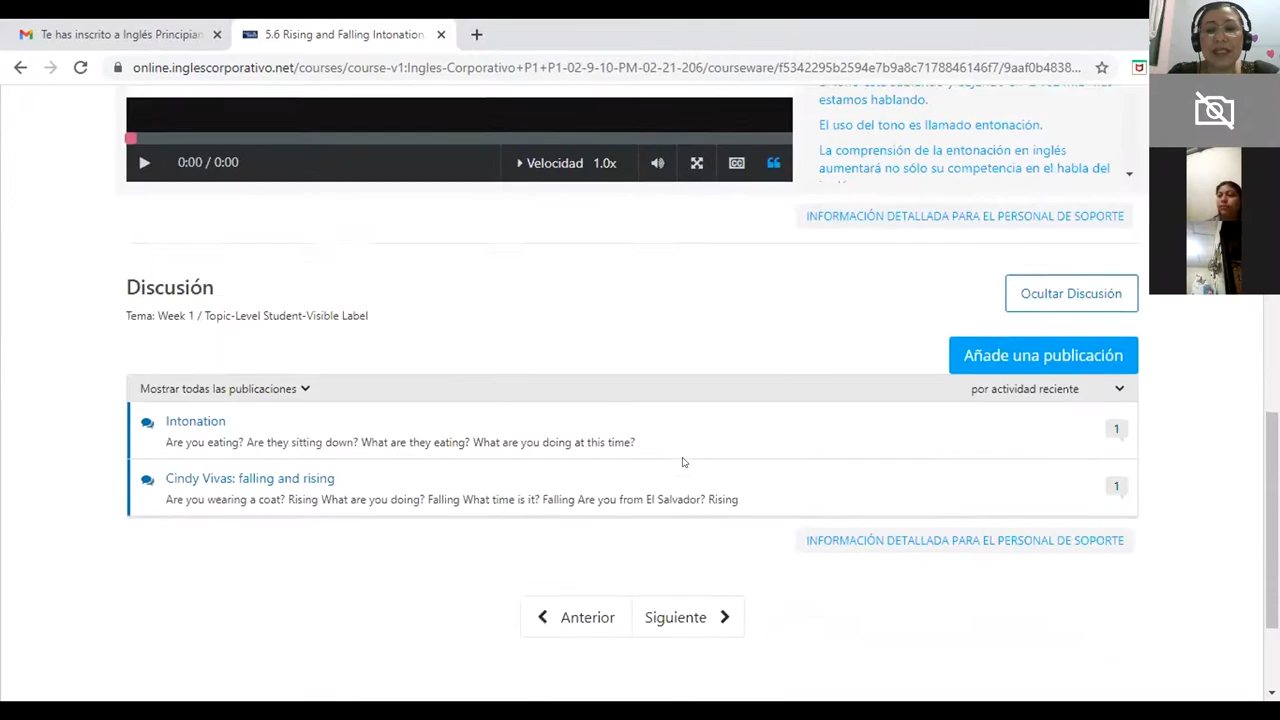 Te has inscrito a Inglés Principian
5.6 Rising and Falling Intonation
online.inglescorporativo.net/courses/course-v1:Ingles-Corporativo+P1+P1-02-9-10-PM-02-21-206/courseware/f5342295b2594e7b9a8c7178846146f7/9aaf0b4838...
estamos hablando.
El uso del tono es llamado entonación.
La comprensión de la entonación en inglés
aumentará no sólo su competencia en el habla del
0:00 / 0:00
Velocidad 1.0x
INFORMACIÓN DETALLADA PARA EL PERSONAL DE SOPORTE
Discusión
Ocultar Discusión
Tema: Week 1 / Topic-Level Student-Visible Label
Añade una publicación
Mostrar todas las publicaciones
por actividad reciente
Intonation
1
Are you eating? Are they sitting down? What are they eating? What are you doing at this time?
Cindy Vivas: falling and rising
1
Are you wearing a coat? Rising What are you doing? Falling What time is it? Falling Are you from El Salvador? Rising
INFORMACIÓN DETALLADA PARA EL PERSONAL DE SOPORTE
Anterior
Siguiente